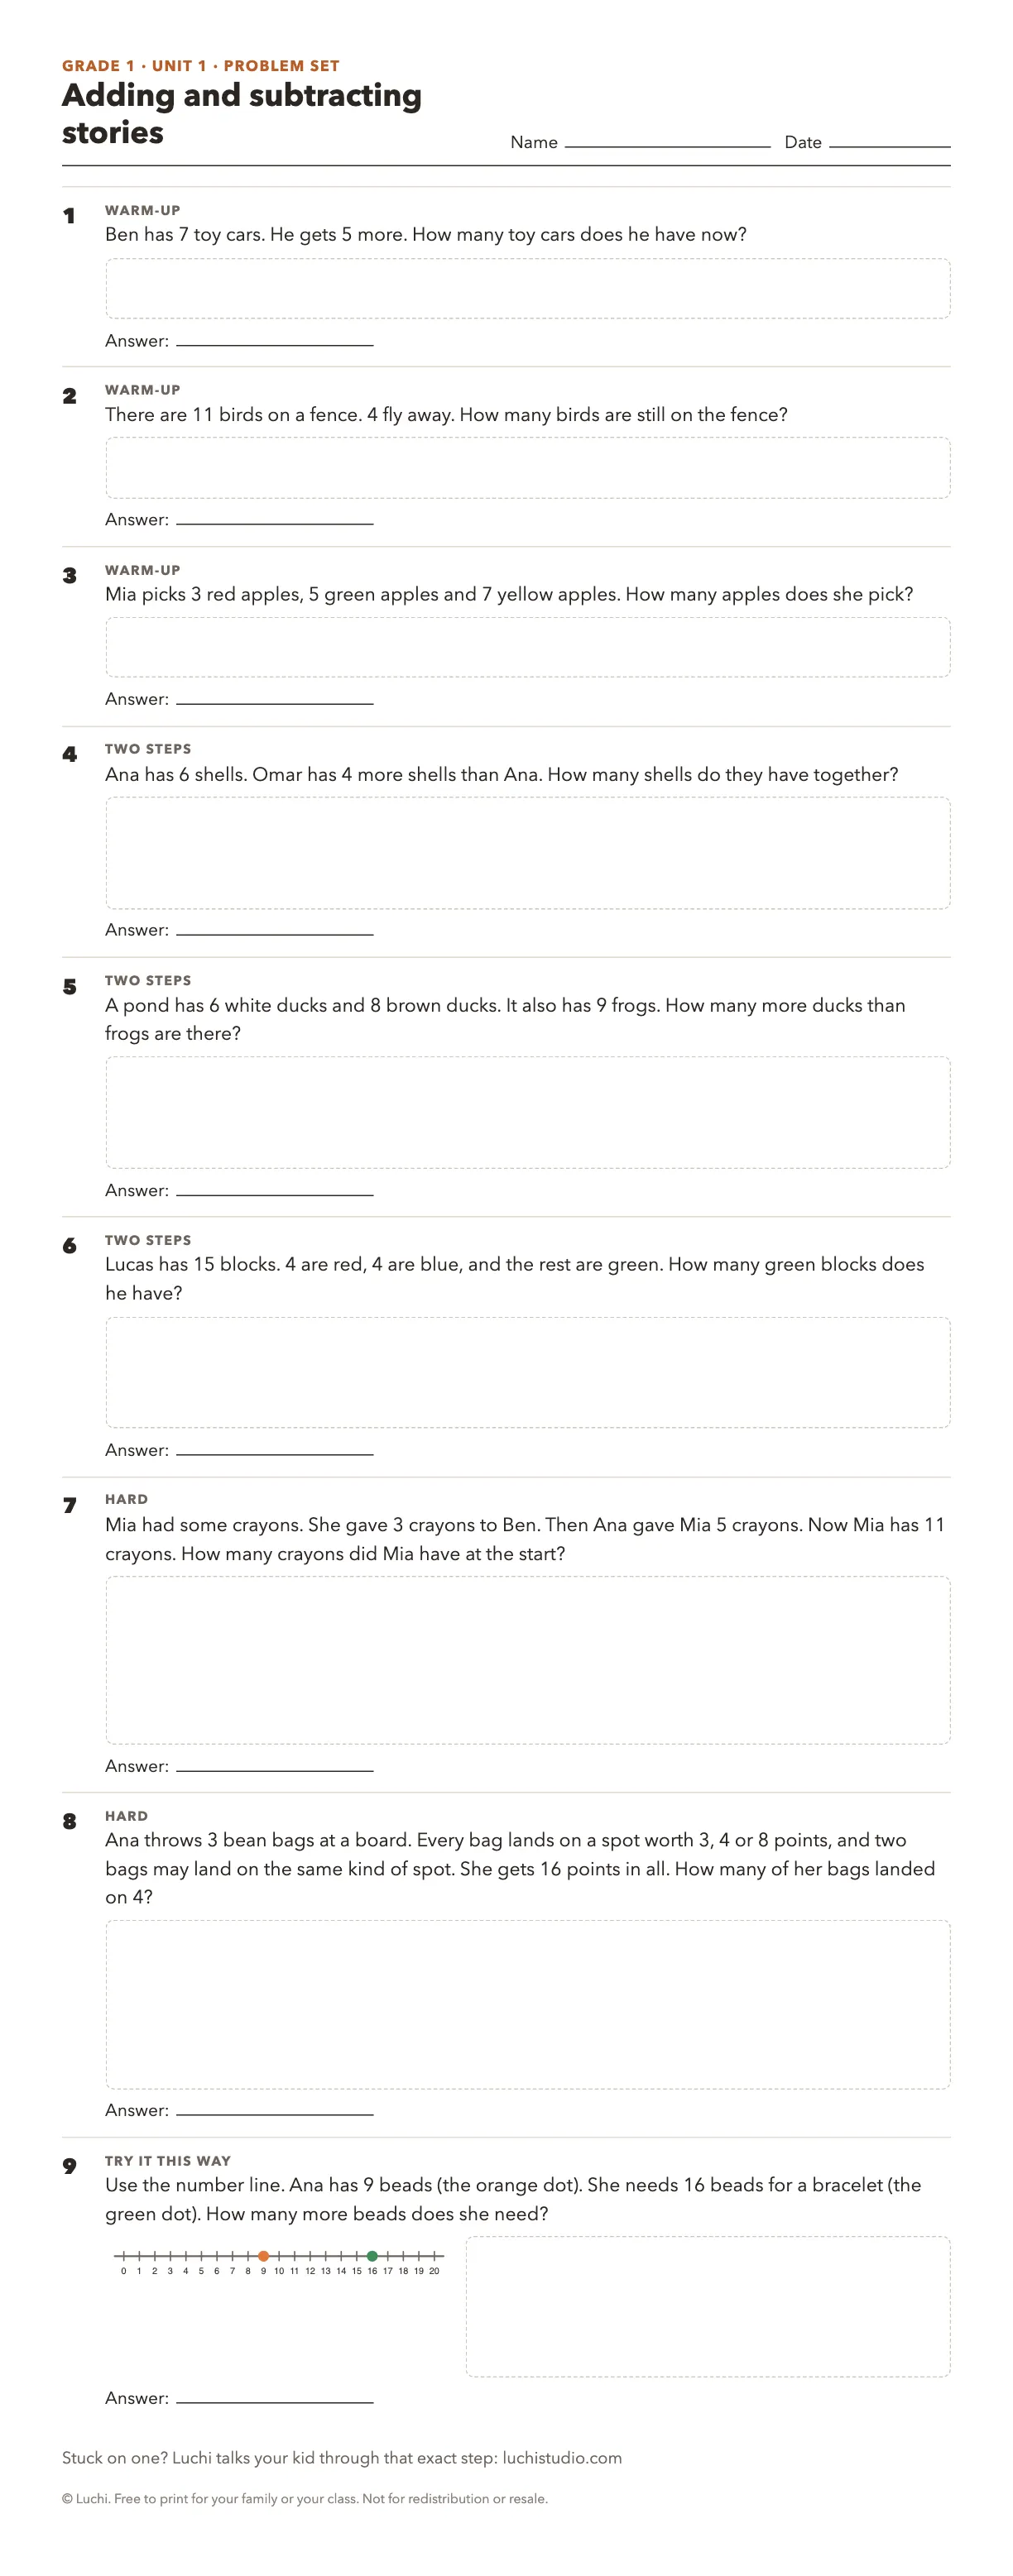 GRADE 1 · UNIT 1 · PROBLEM SET
Adding and subtracting
stories
Name
Date
1
WARM-UP
Ben has 7 toy cars. He gets 5 more. How many toy cars does he have now?
Answer:
2
WARM-UP
There are 11 birds on a fence. 4 fly away. How many birds are still on the fence?
Answer:
3
WARM-UP
Mia picks 3 red apples, 5 green apples and 7 yellow apples. How many apples does she pick?
Answer:
4
TWO STEPS
Ana has 6 shells. Omar has 4 more shells than Ana. How many shells do they have together?
Answer:
5
TWO STEPS
A pond has 6 white ducks and 8 brown ducks. It also has 9 frogs. How many more ducks than
frogs are there?
Answer:
6
TWO STEPS
Lucas has 15 blocks. 4 are red, 4 are blue, and the rest are green. How many green blocks does
he have?
Answer:
7
HARD
Mia had some crayons. She gave 3 crayons to Ben. Then Ana gave Mia 5 crayons. Now Mia has 11
crayons. How many crayons did Mia have at the start?
Answer:
8
HARD
Ana throws 3 bean bags at a board. Every bag lands on a spot worth 3, 4 or 8 points, and two
bags may land on the same kind of spot. She gets 16 points in all. How many of her bags landed
on 4?
Answer:
9
TRY IT THIS WAY
Use the number line. Ana has 9 beads (the orange dot). She needs 16 beads for a bracelet (the
green dot). How many more beads does she need?
0 1 2 3 4 5 6 7 8 9 10 11 12 13 14 15 16 17 18 19 20
Answer:
Stuck on one? Luchi talks your kid through that exact step: luchistudio.com
© Luchi. Free to print for your family or your class. Not for redistribution or resale.